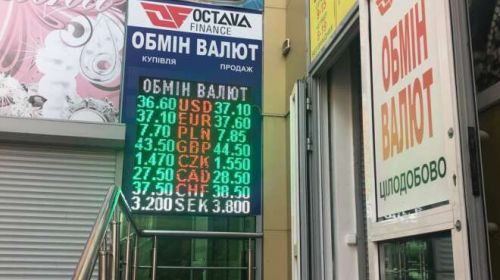 OCTAVA
FINANCE
ОБМІН ВАЛЮТ
КУПІВЛЯ ПРОДАЖ
ОБМІН ВАЛЮТ
36.60 USD 37.10
37.10 EUR 37.60
7.70 PLN 7.85
43.50 GBP 44.50
1.470 CZK 1.550
27.50 CAD 28.50
37.50 CHF 38.50
3.200 SEK 3.800
ОБМІН
ВАЛЮТ
ЦІЛОДОБОВО